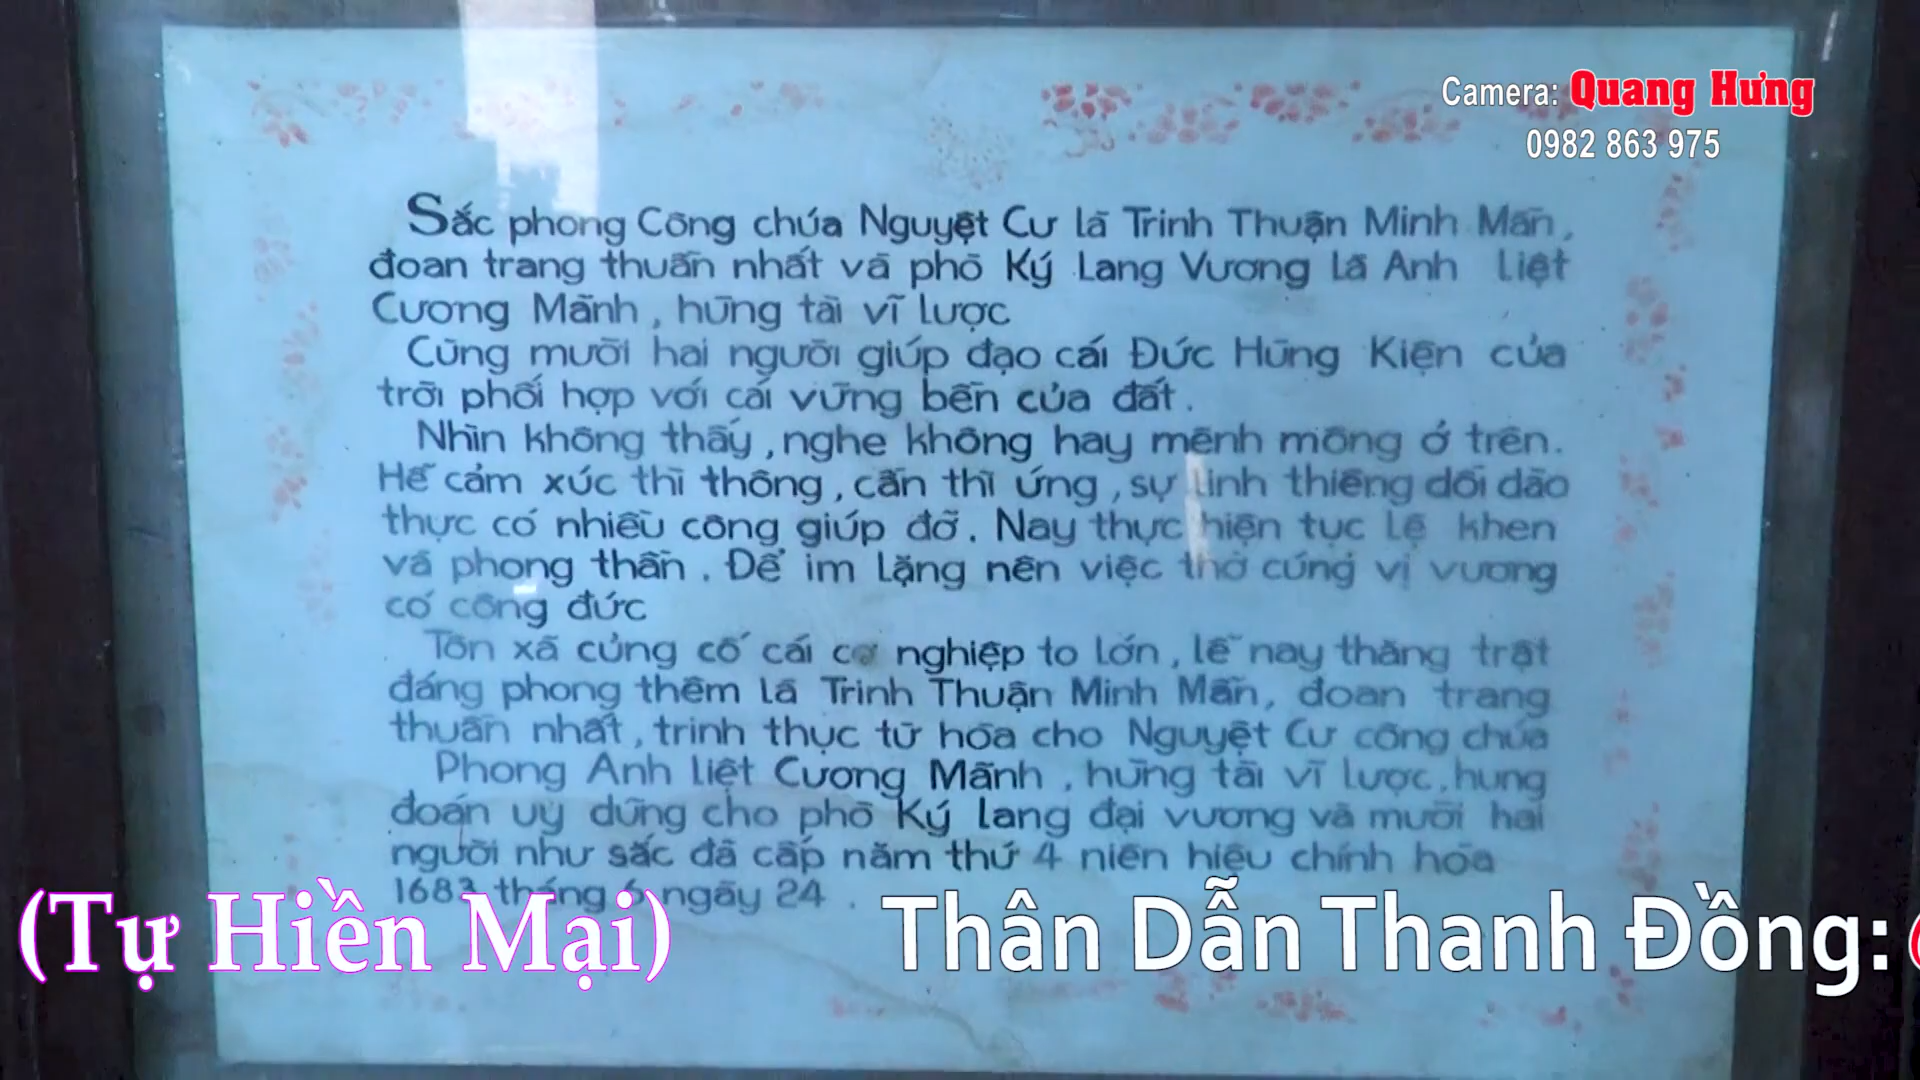 Camera: Quang Hưng
0982 863 975
Sắc phong Công chúa Nguyệt Cư là Trinh Thuận Minh Mẫn,
đoan trang thuần nhất và phò Ký Lang Vương là Anh liệt
Cương Mãnh, hùng tài vĩ lược
Cùng mười hai người giúp đạo cái Đức Hùng Kiện của
trời phối hợp với cái vững bền của đất.
Nhìn không thấy, nghe không hay mênh mông ở trên.
Hễ cảm xúc thì thông, cần thì ứng, sự linh thiêng dồi dào
thực có nhiều công giúp đỡ. Nay thực hiện tục lệ khen
và phong thần. Để im lặng nên việc thờ cúng vị vương
có công đức
Tôn xã củng cố cái cơ nghiệp to lớn, lễ nay thăng trật
đáng phong thêm là Trinh Thuận Minh Mẫn, đoan trang
thuần nhất, trinh thục từ hòa cho Nguyệt Cư công chúa
Phong Anh liệt Cương Mãnh, hùng tài vĩ lược, hung
đoán uy dũng cho phò Ký lang đại vương và mười hai
người như sắc đã cấp năm thứ 4 niên hiệu chính hòa
1683 tháng 6 ngày 24.
(Tự Hiền Mại) Thân Dẫn Thanh Đồng: